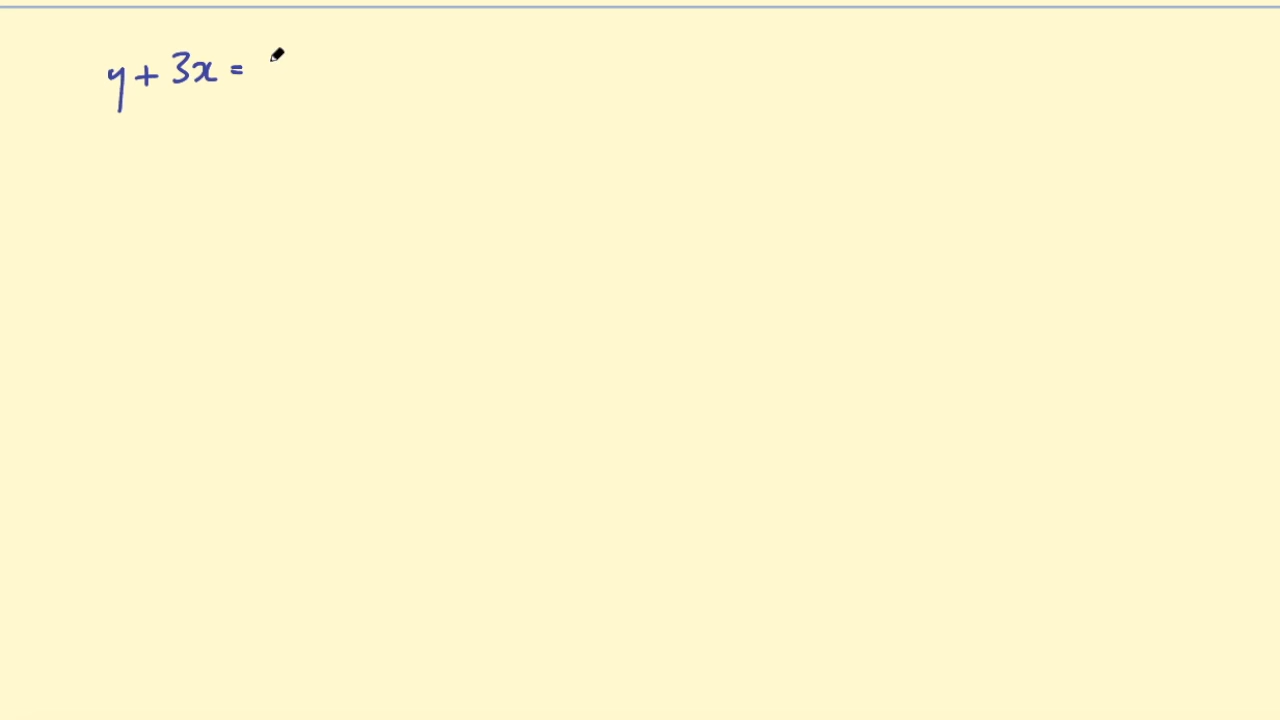 y + 3x =